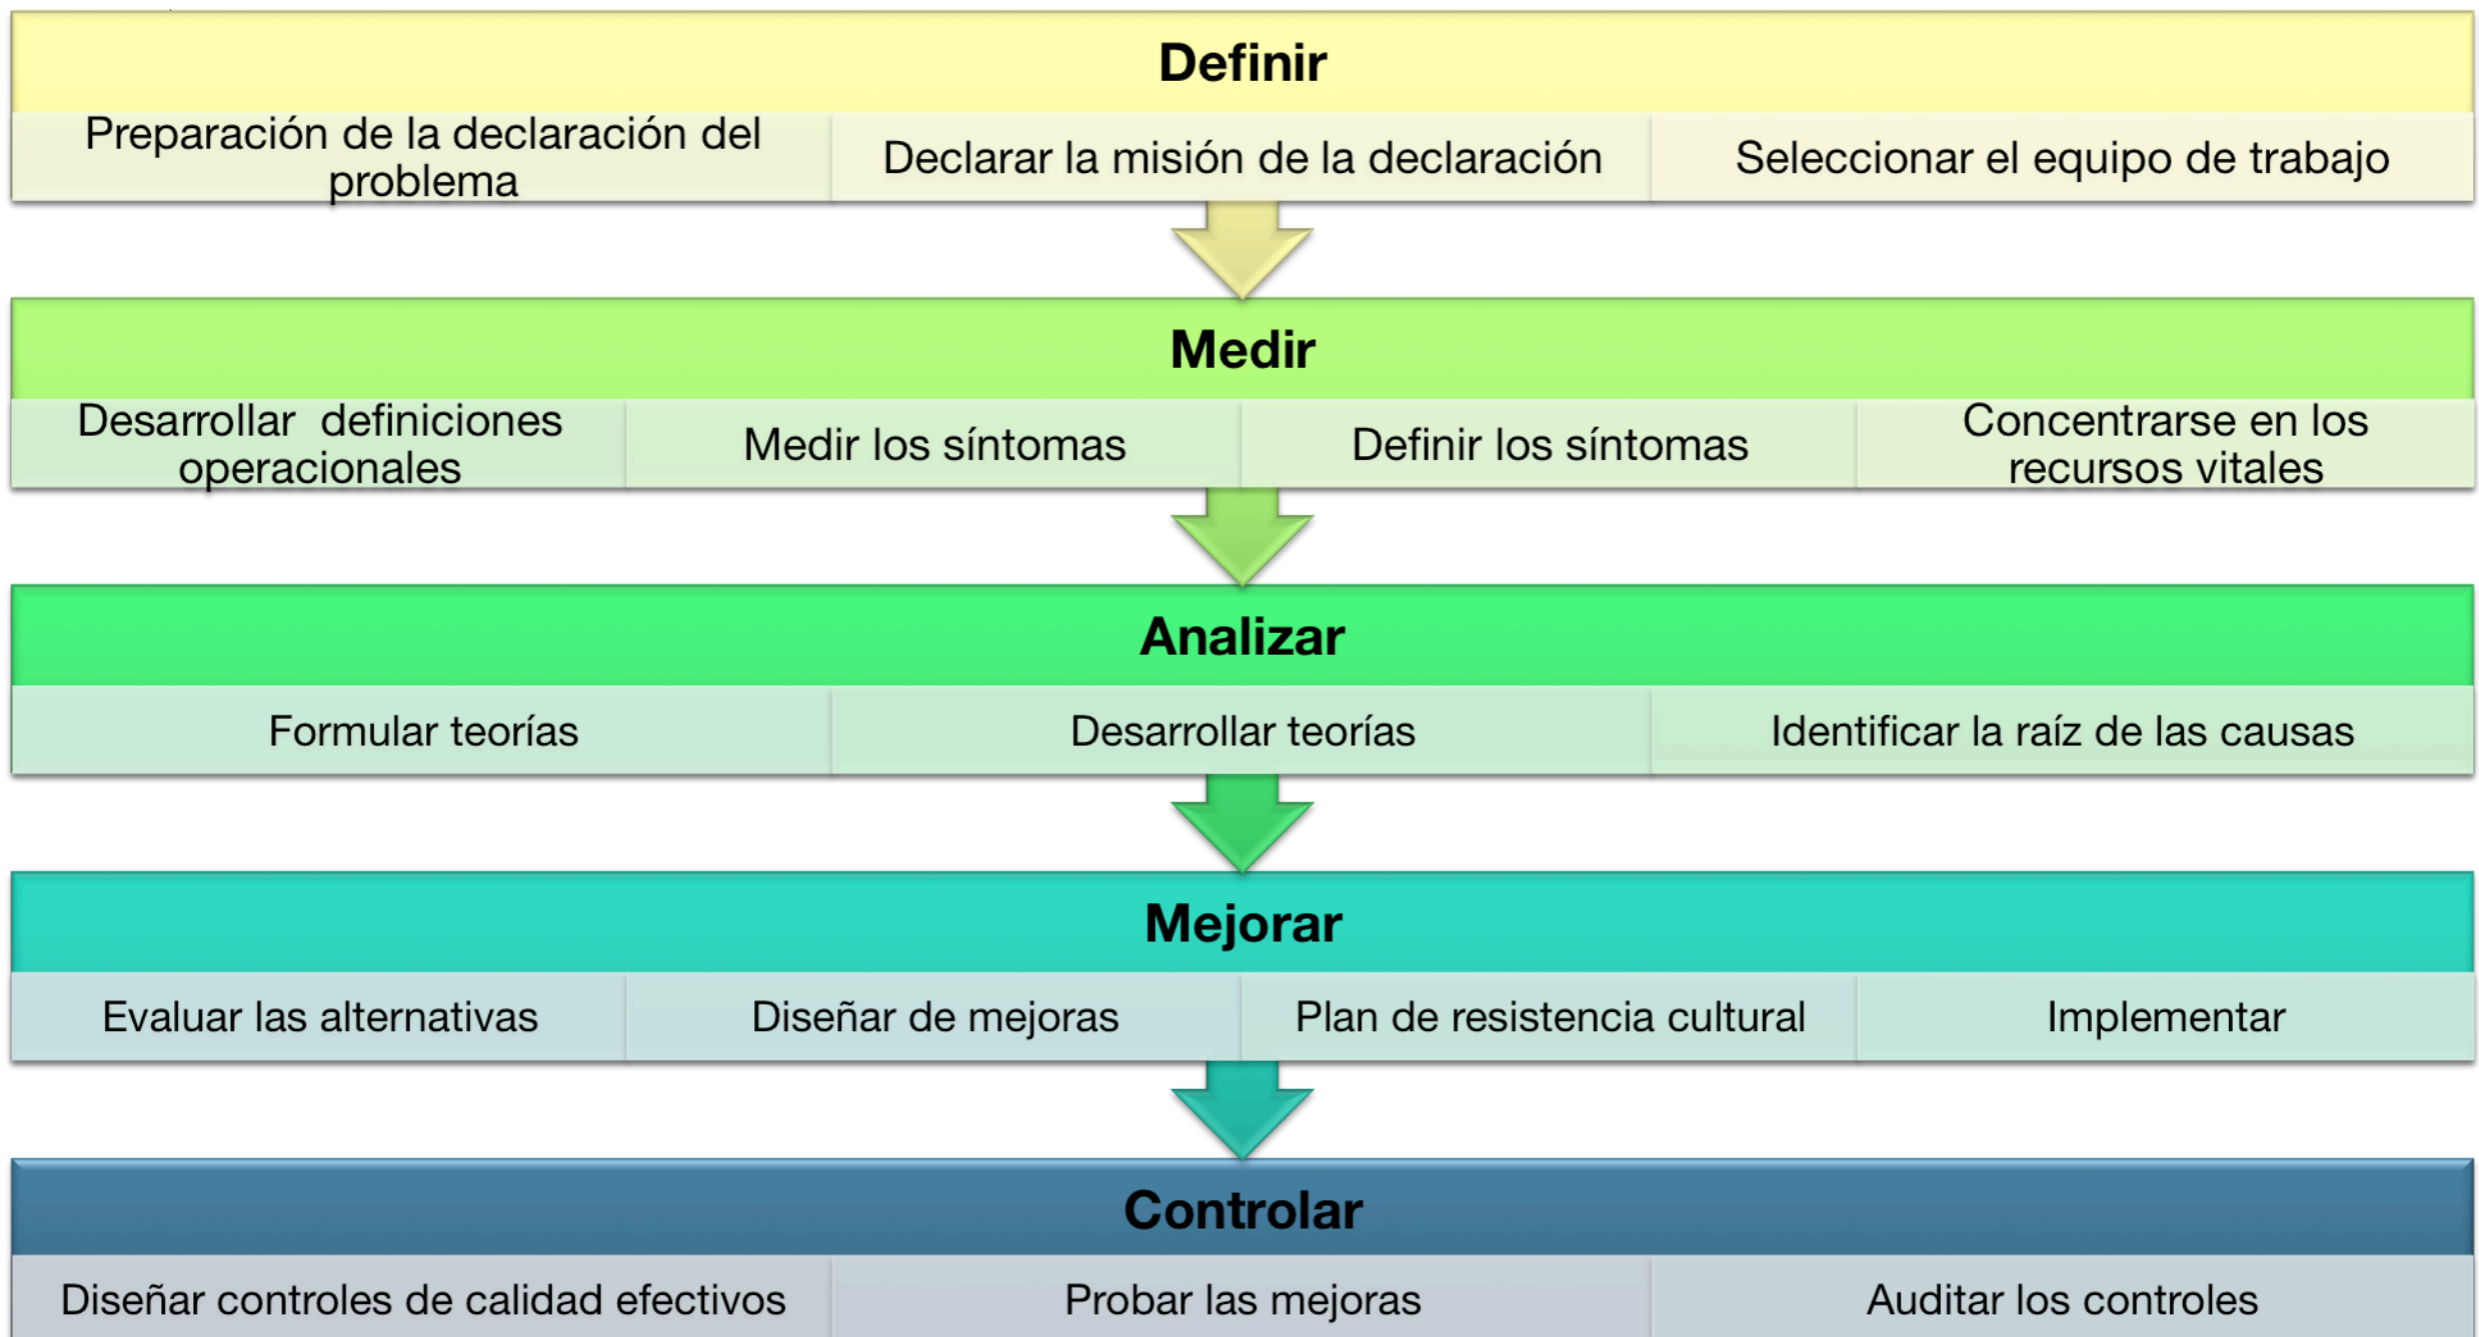 Definir
Preparación de la declaración del
problema
Declarar la misión de la declaración
Seleccionar el equipo de trabajo
Medir
Desarrollar  definiciones
operacionales
Medir los síntomas
Definir los síntomas
Concentrarse en los
recursos vitales
Analizar
Formular teorías
Desarrollar teorías
Identificar la raíz de las causas
Mejorar
Evaluar las alternativas
Diseñar de mejoras
Plan de resistencia cultural
Implementar
Controlar
Diseñar controles de calidad efectivos
Probar las mejoras
Auditar los controles